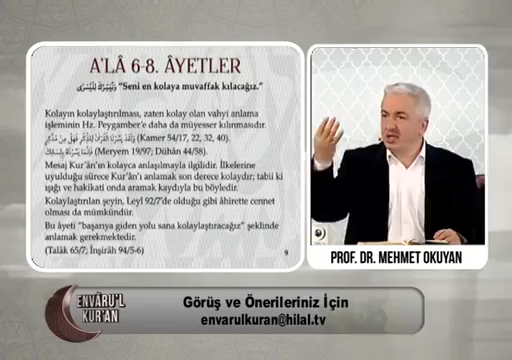 A'LÂ 6-8. ÂYETLER
وَنُيَسِّرُكَ لِلْيُسْرٰى “Seni en kolaya muvaffak kılacağız.”
Kolayın kolaylaştırılması, zaten kolay olan vahyi anlama
işleminin Hz. Peygamber’e daha da müyesser kılınmasıdır.
وَلَقَدْ يَسَّرْنَا الْقُرْاٰنَ لِلذِّكْرِ فَهَلْ مِنْ مُدَّكِرٍ (Kamer 54/17, 22, 32, 40).
فَاِنَّمَا يَسَّرْنَاهُ بِلِسَانِكَ (Meryem 19/97; Dühân 44/58).
Mesaj Kur’ân’ın kolayca anlaşılmayla ilgilidir. İlkelerine
uyulduğu sürece Kur’ân’ı anlamak son derece kolaydır; tabii ki
ışığı ve hakikati onda aramak kaydıyla bu böyledir.
Kolaylaştırılan şeyin, Leyl 92/7’de olduğu gibi âhirette cennet
olması da mümkündür.
Bu âyeti “başarıya giden yolu sana kolaylaştıracağız” şeklinde
anlamak gerekmektedir.
(Talâk 65/7; İnşirâh 94/5-6)
9
PROF. DR. MEHMET OKUYAN
ENVÂRU'L
KUR'AN
Görüş ve Önerileriniz İçin
envarulkuran@hilal.tv